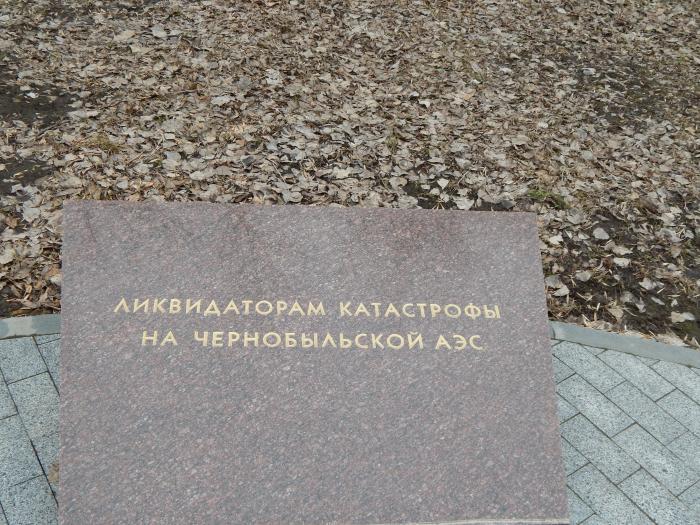 ЛИКВИДАТОРАМ КАТАСТРОФЫ
НА ЧЕРНОБЫЛЬСКОЙ АЭС